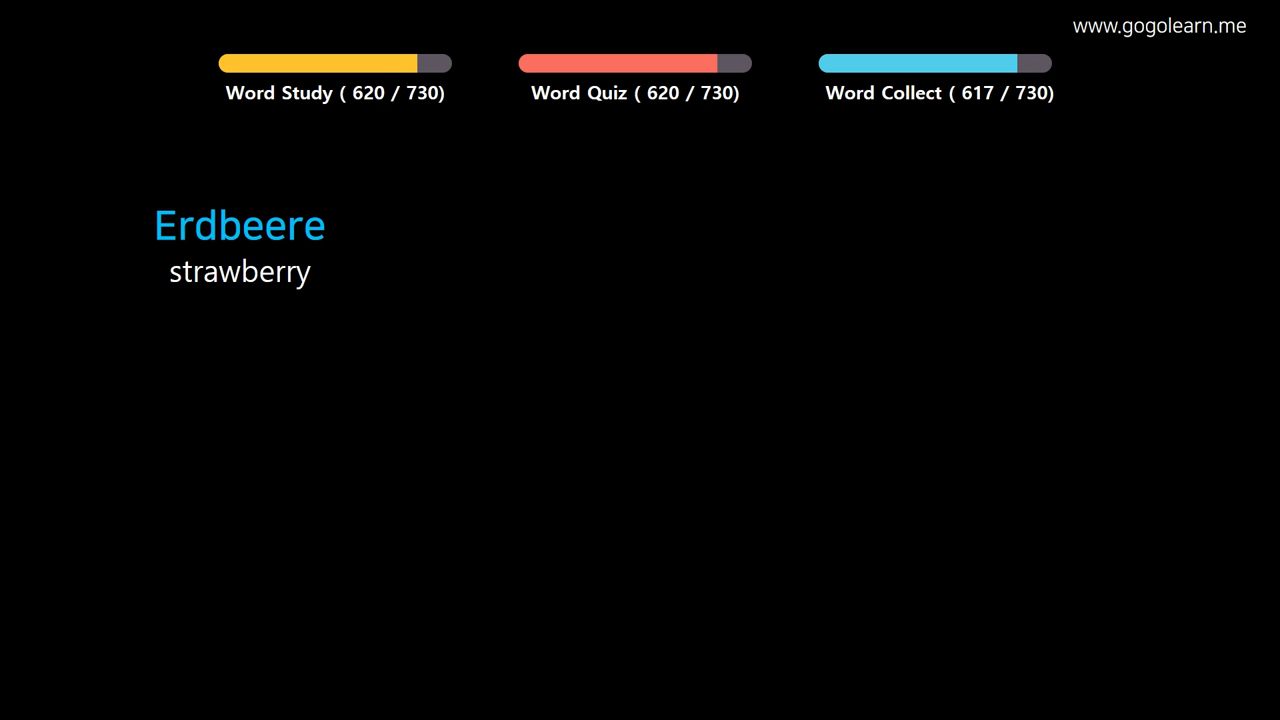 www.gogolearn.me
Word Study ( 620 / 730)
Word Quiz ( 620 / 730)
Word Collect ( 617 / 730)
Erdbeere
strawberry